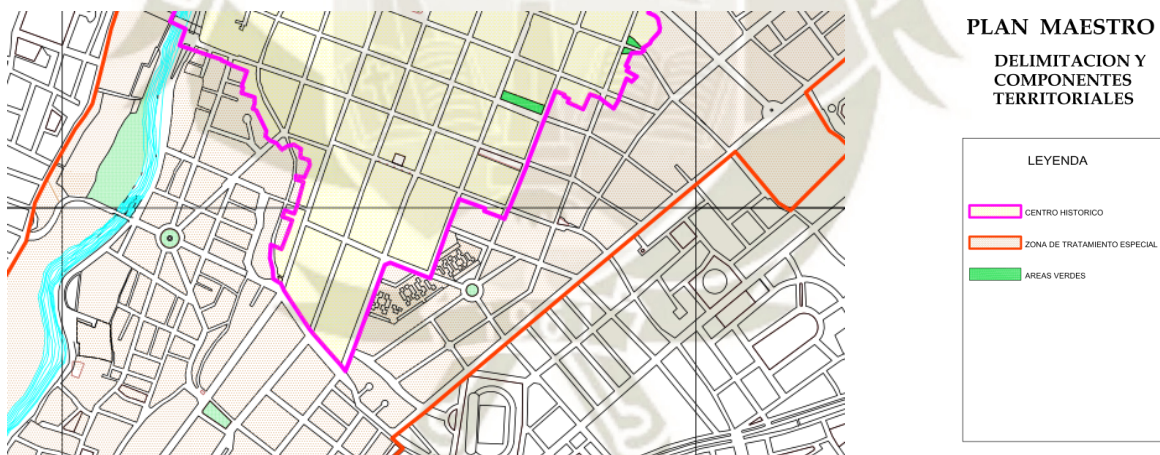 PLAN MAESTRO
DELIMITACION Y
COMPONENTES
TERRITORIALES
LEYENDA
CENTRO HISTORICO
ZONA DE TRATAMIENTO ESPECIAL
AREAS VERDES